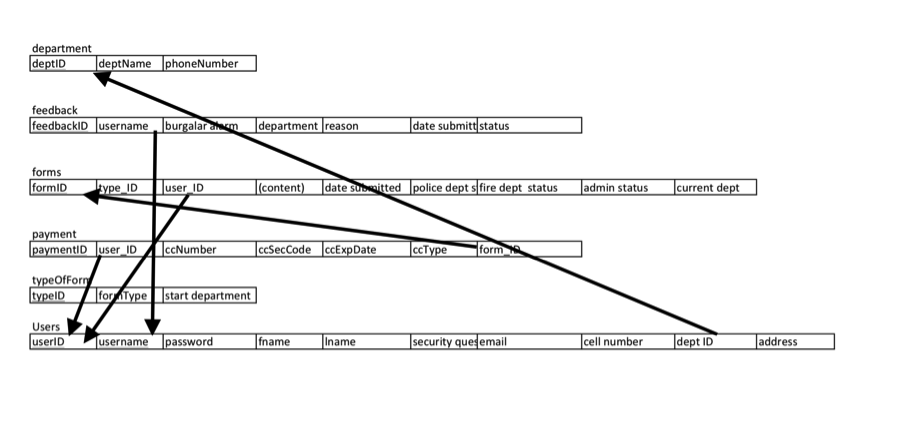 department
deptID deptName phoneNumber
feedback
feedbackID username burgalar alarm department reason date submitt status
forms
formID type_ID user_ID (content) date submitted police dept s fire dept status admin status current dept
payment
paymentID user_ID ccNumber ccSecCode ccExpDate ccType form_ID
typeOfForm
typeID formType start department
Users
userID username password fname lname security ques email cell number dept ID address